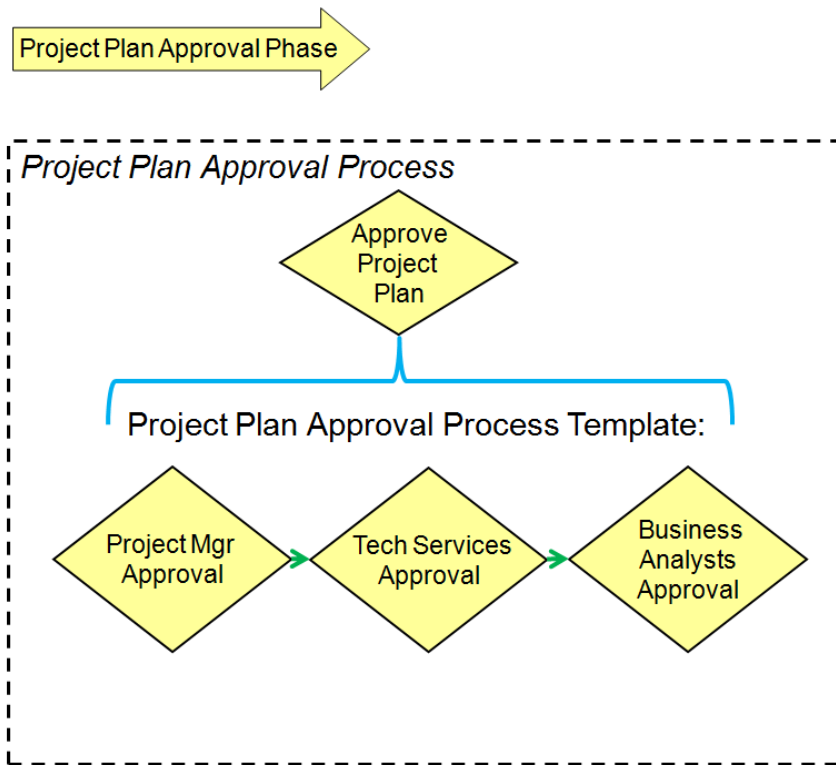 Project Plan Approval Phase
Project Plan Approval Process
Approve
Project
Plan
Project Plan Approval Process Template:
Project Mgr
Approval
Tech Services
Approval
Business
Analysts
Approval